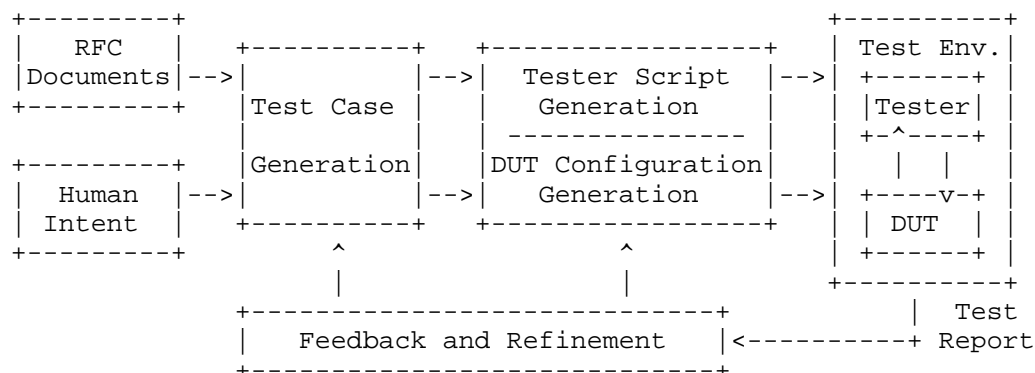 RFC
Documents
Human
Intent
Test Case
Generation
Tester Script
Generation
DUT Configuration
Generation
Test Env.
Tester
DUT
Test
Report
Feedback and Refinement